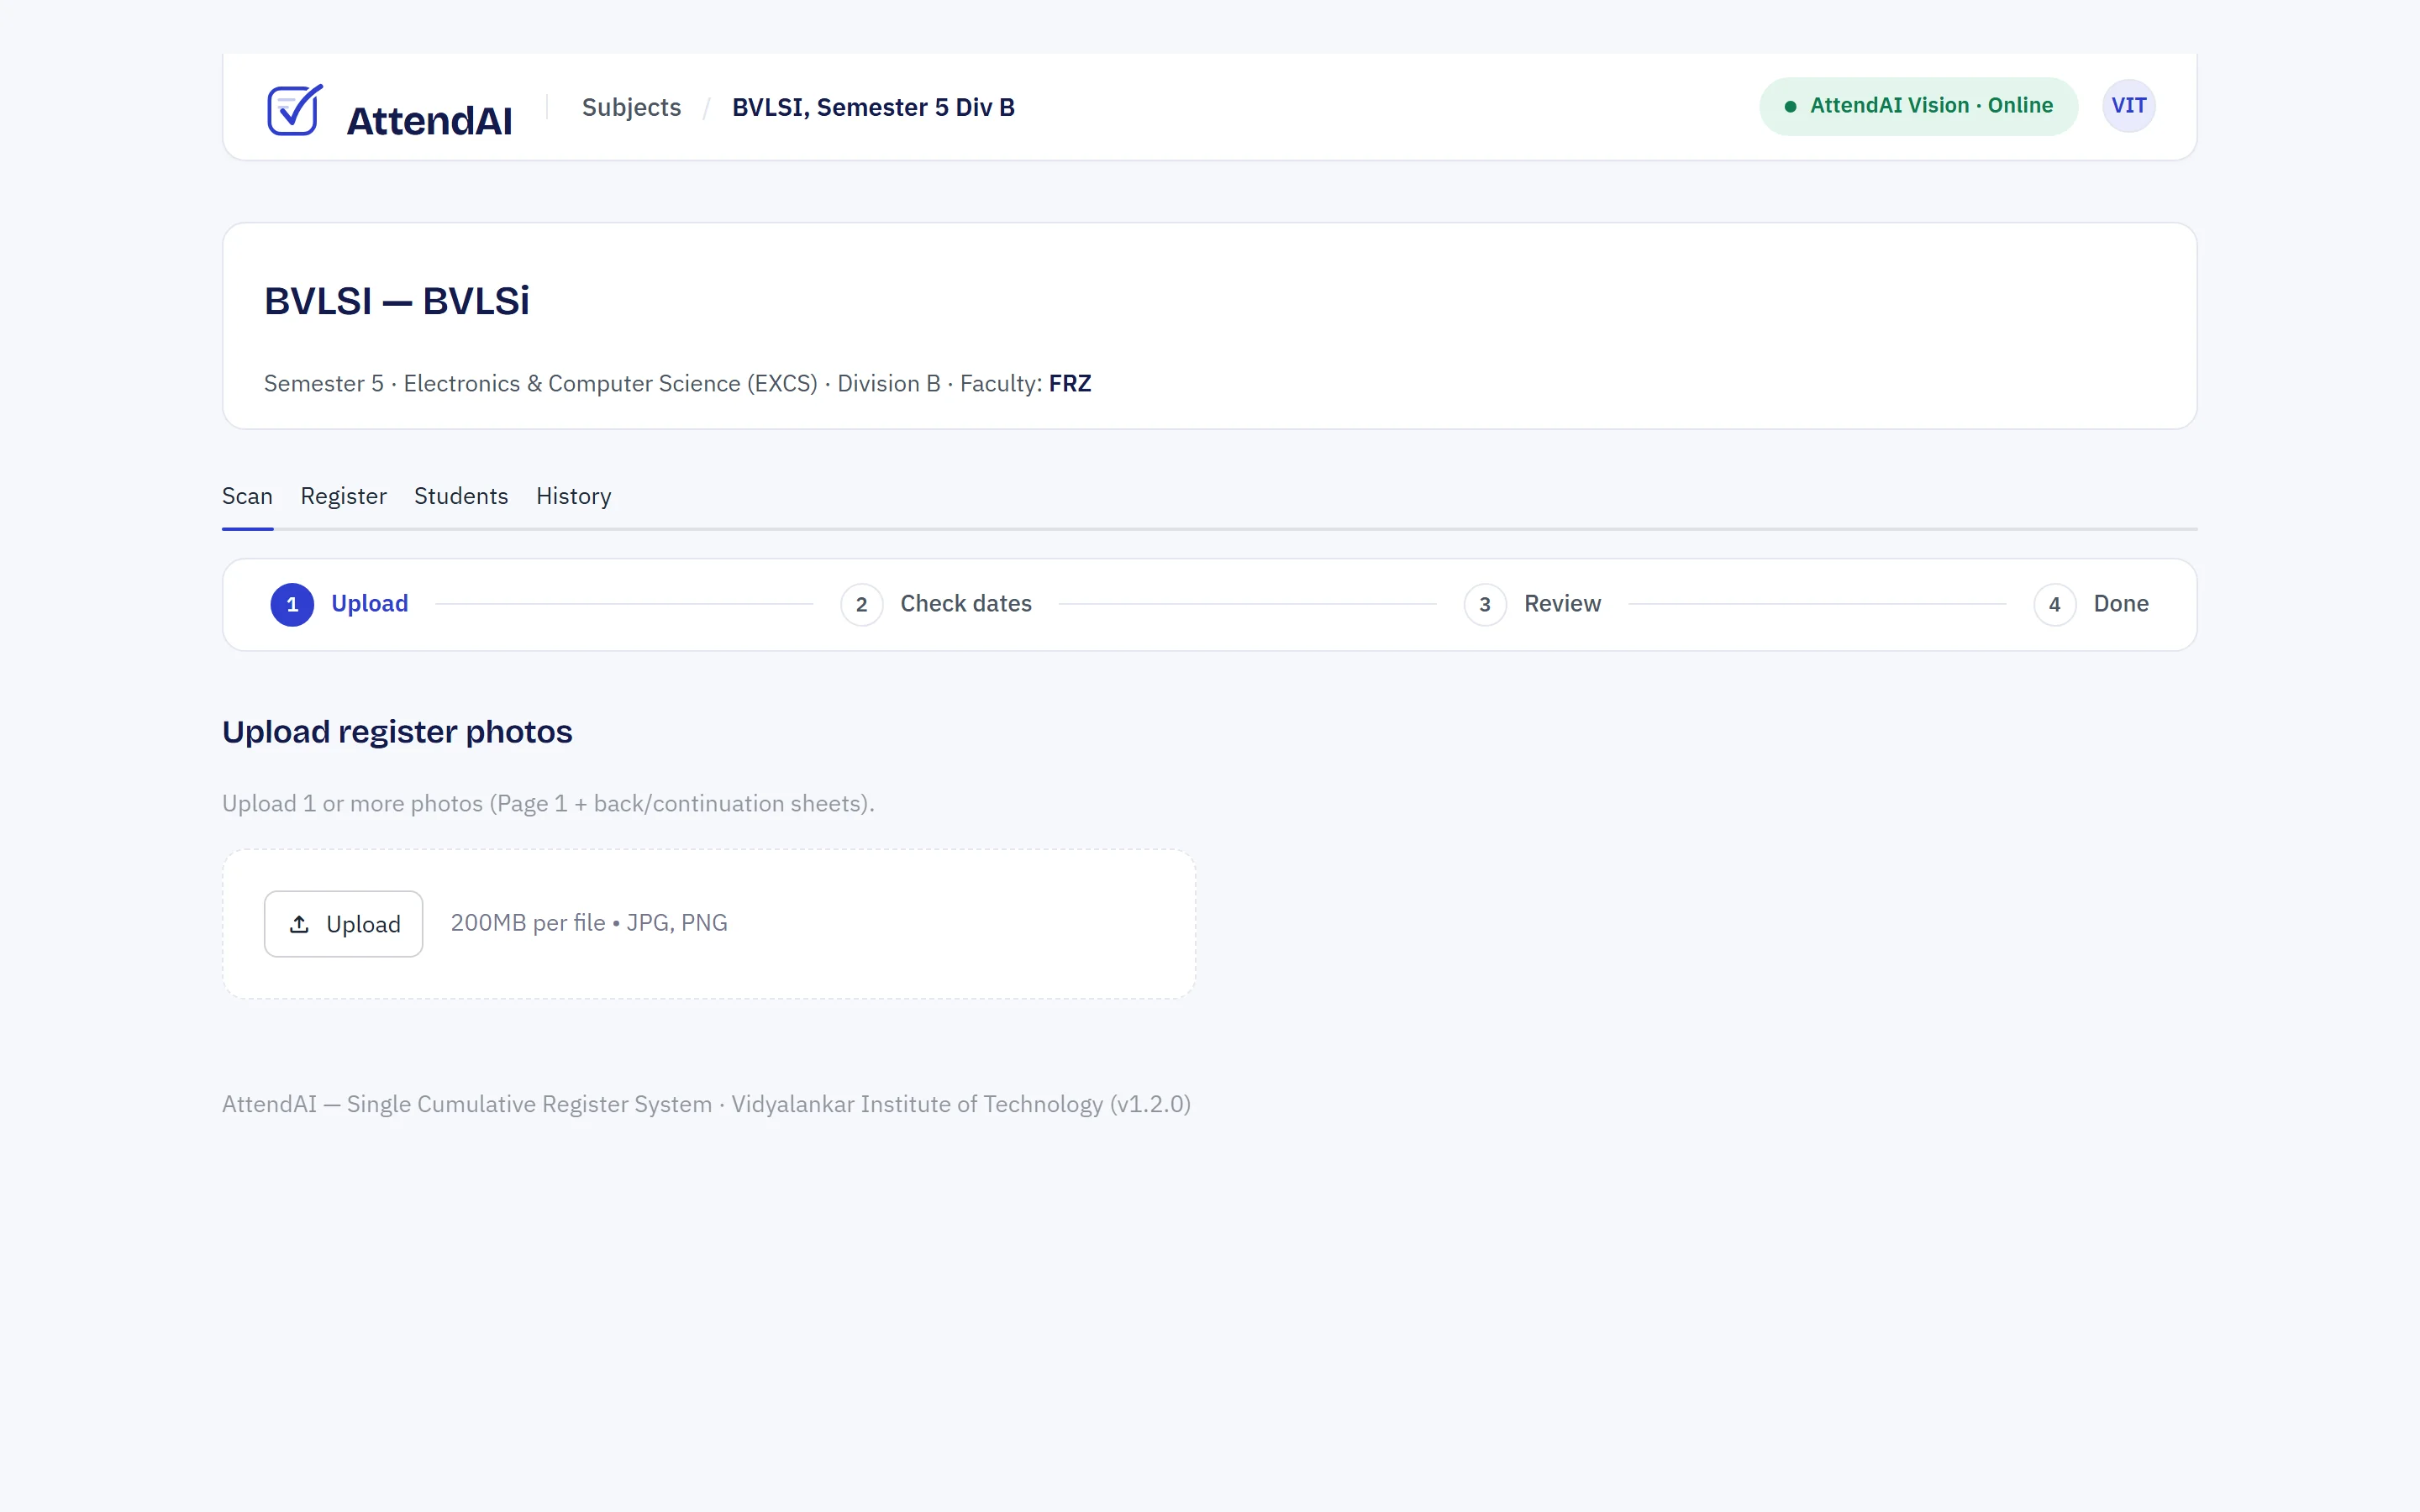 AttendAI
Subjects / BVLSI, Semester 5 Div B
AttendAI Vision · Online
VIT
BVLSI — BVLSi
Semester 5 · Electronics & Computer Science (EXCS) · Division B · Faculty: FRZ
Scan Register Students History
1 Upload 2 Check dates 3 Review 4 Done
Upload register photos
Upload 1 or more photos (Page 1 + back/continuation sheets).
Upload 200MB per file • JPG, PNG
AttendAI — Single Cumulative Register System · Vidyalankar Institute of Technology (v1.2.0)